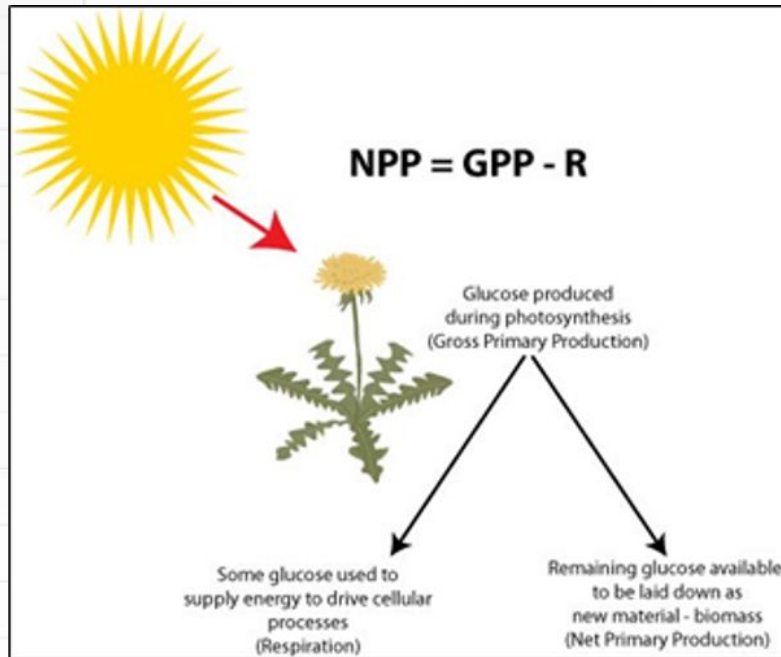 NPP = GPP - R
Glucose produced
during photosynthesis
(Gross Primary Production)
Some glucose used to
supply energy to drive cellular
processes
(Respiration)
Remaining glucose available
to be laid down as
new material - biomass
(Net Primary Production)